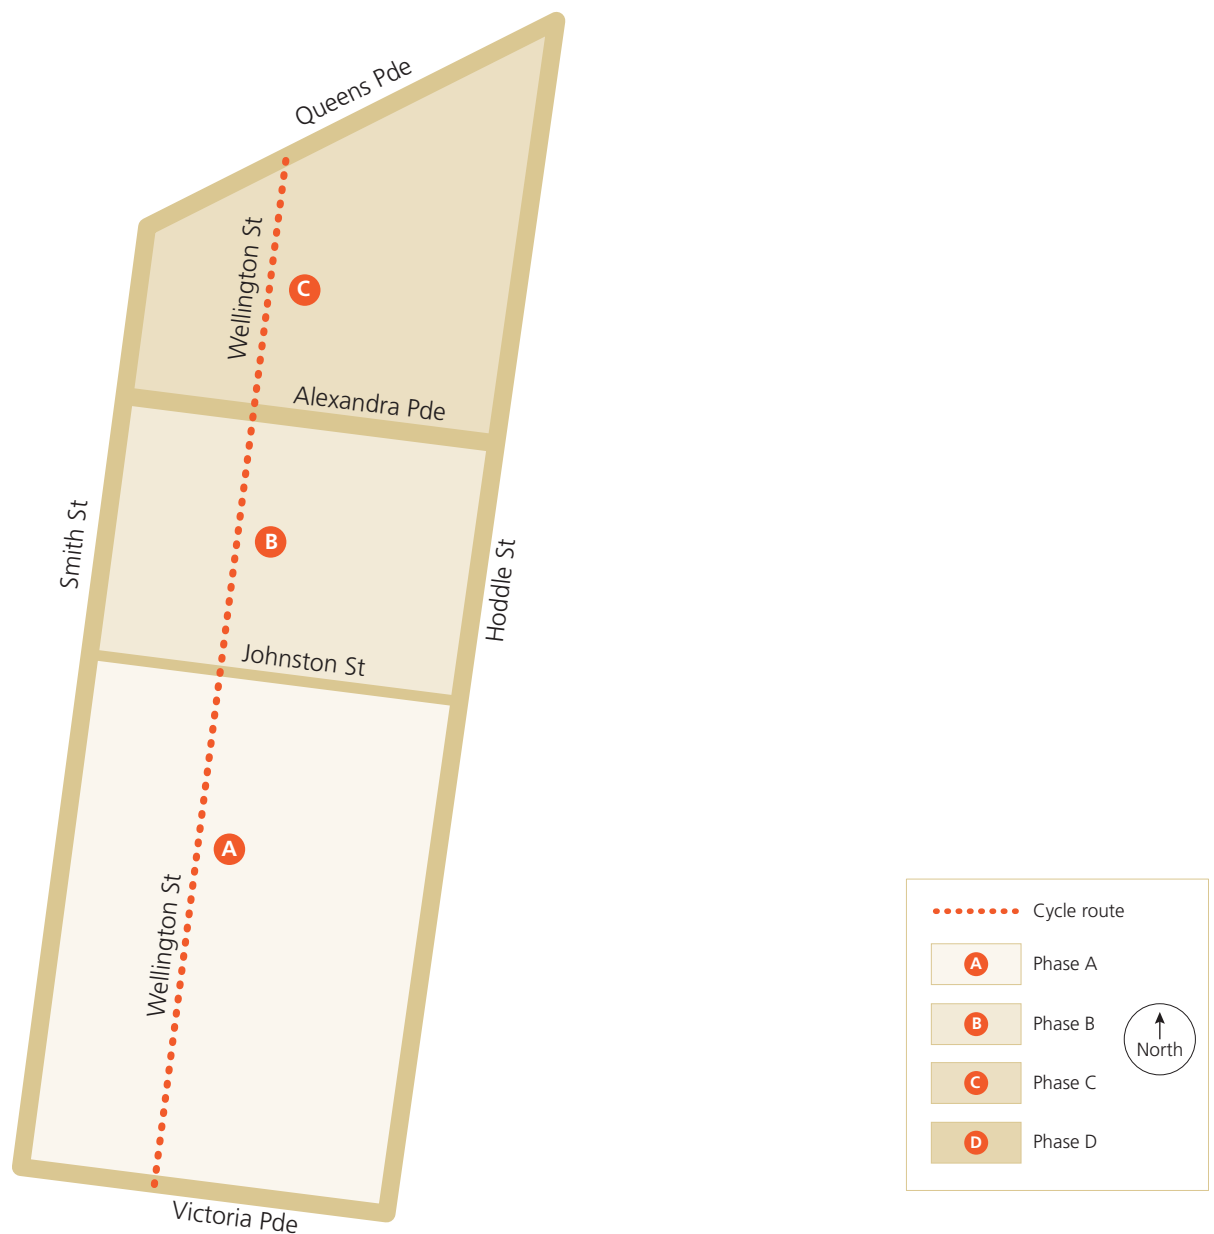 Queens Pde
Wellington St
C
Alexandra Pde
Smith St
B
Hoddle St
Johnston St
A
Wellington St
Victoria Pde
Cycle route
A Phase A
B Phase B
North
C Phase C
D Phase D